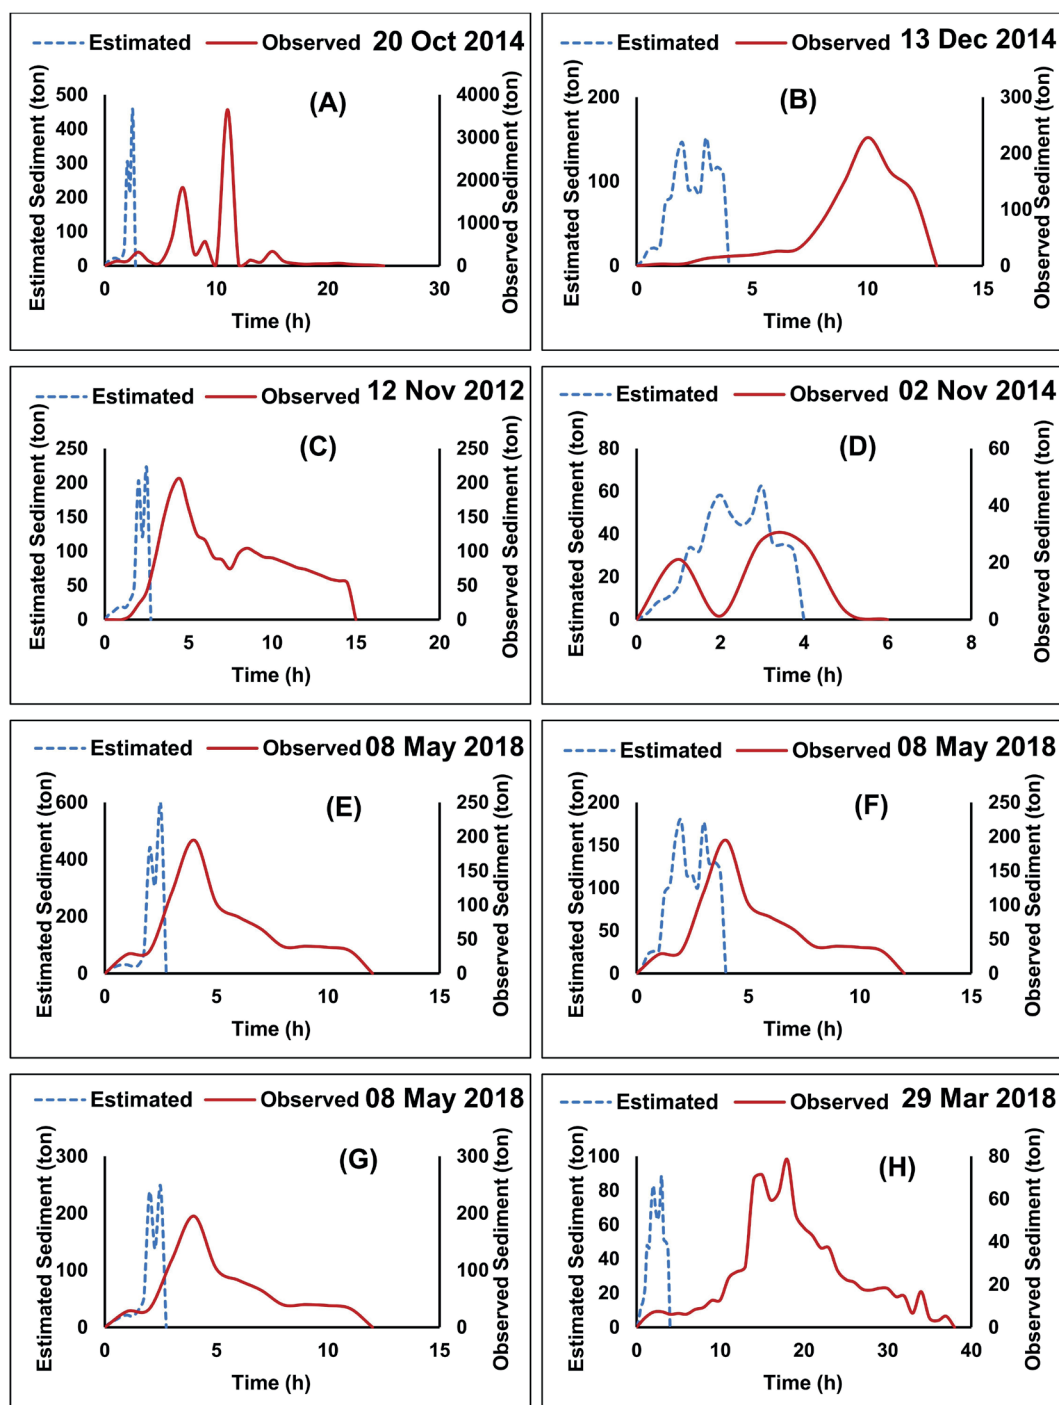 Estimated Observed 20 Oct 2014
(A)
Estimated Sediment (ton)
500
400
300
200
100
0
Observed Sediment (ton)
4000
3000
2000
1000
0
0 10 20 30
Time (h)
Estimated Observed 13 Dec 2014
(B)
Estimated Sediment (ton)
200
100
0
Observed Sediment (ton)
300
200
100
0
0 5 10 15
Time (h)
Estimated Observed 12 Nov 2012
(C)
Estimated Sediment (ton)
250
200
150
100
50
0
Observed Sediment (ton)
250
200
150
100
50
0
0 5 10 15 20
Time (h)
Estimated Observed 02 Nov 2014
(D)
Estimated Sediment (ton)
80
60
40
20
0
Observed Sediment (ton)
60
40
20
0
0 2 4 6 8
Time (h)
Estimated Observed 08 May 2018
(E)
Estimated Sediment (ton)
600
400
200
0
Observed Sediment (ton)
250
200
150
100
50
0
0 5 10 15
Time (h)
Estimated Observed 08 May 2018
(F)
Estimated Sediment (ton)
200
150
100
50
0
Observed Sediment (ton)
250
200
150
100
50
0
0 5 10 15
Time (h)
Estimated Observed 08 May 2018
(G)
Estimated Sediment (ton)
300
200
100
0
Observed Sediment (ton)
300
200
100
0
0 5 10 15
Time (h)
Estimated Observed 29 Mar 2018
(H)
Estimated Sediment (ton)
100
80
60
40
20
0
Observed Sediment (ton)
80
60
40
20
0
0 10 20 30 40
Time (h)